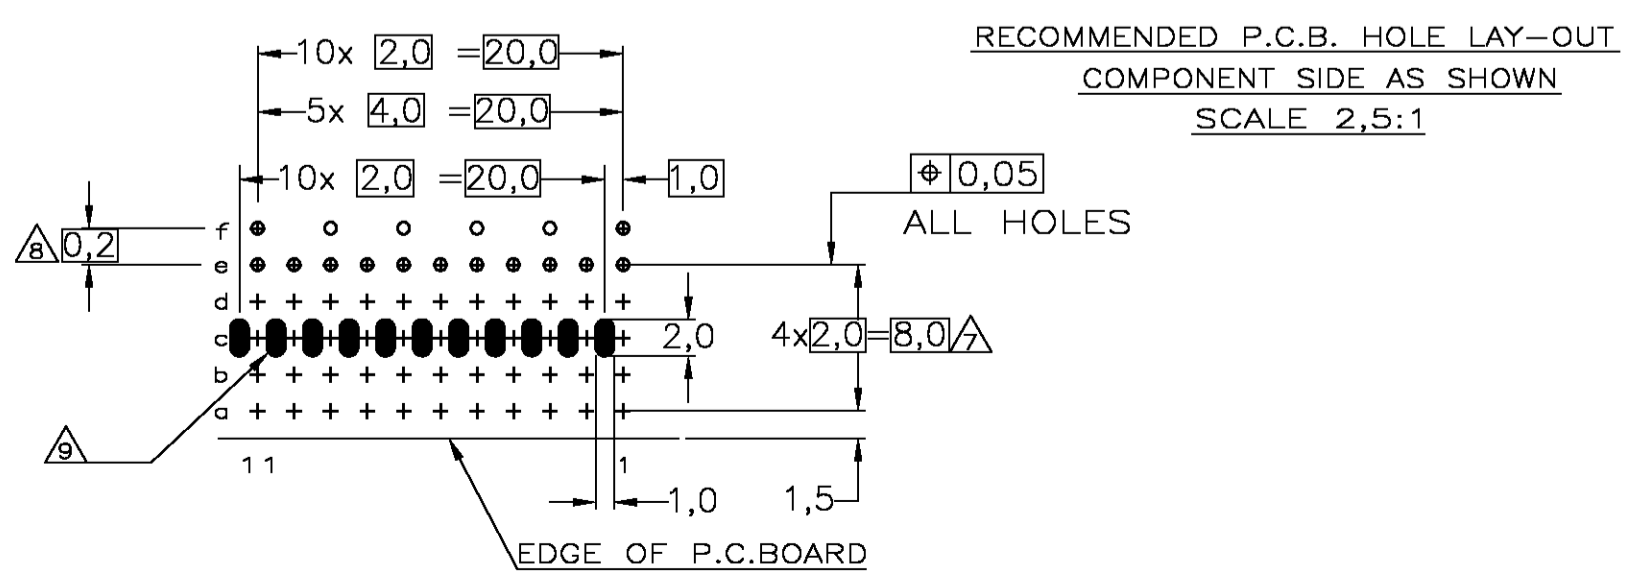 10x 2,0 =20,0
5x 4,0 =20,0
10x 2,0 =20,0 1,0
RECOMMENDED P.C.B. HOLE LAY-OUT
COMPONENT SIDE AS SHOWN
SCALE 2,5:1
⌖ 0,05
ALL HOLES
8 0,2
f
e
d
c
b
a
2,0
4x2,0=8,0 7
9
11 1
1,0
1,5
EDGE OF P.C.BOARD